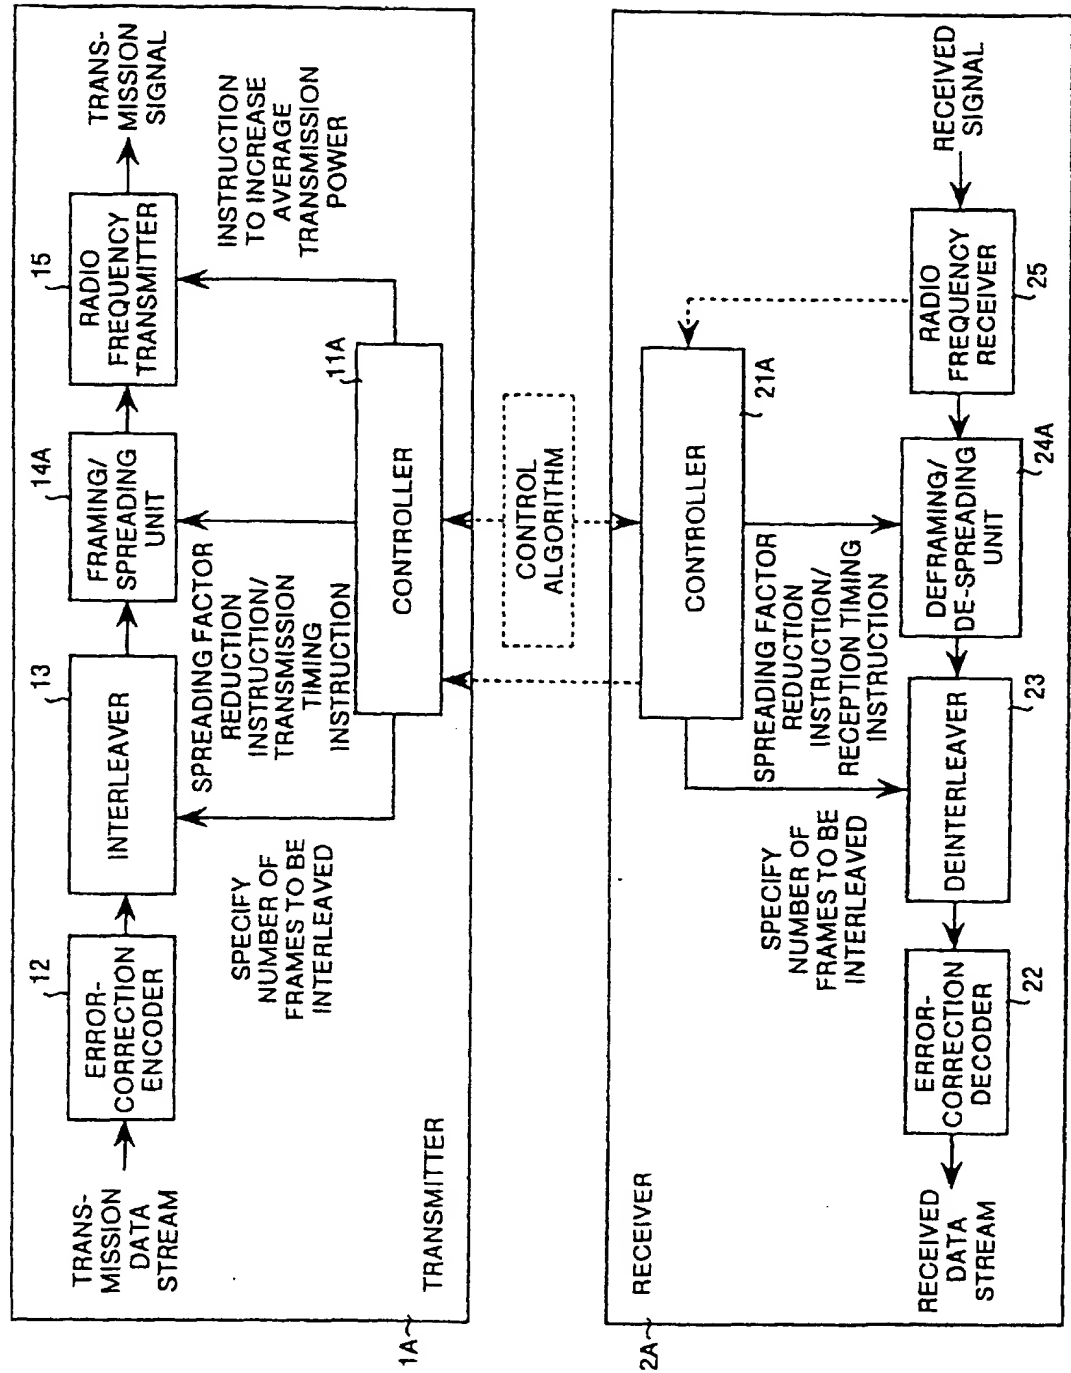 TRANS-
MISSION
DATA
STREAM
12
ERROR-
CORRECTION
ENCODER
13
INTERLEAVER
14A
FRAMING/
SPREADING
UNIT
15
RADIO
FREQUENCY
TRANSMITTER
TRANS-
MISSION
SIGNAL
SPECIFY
NUMBER OF
FRAMES TO BE
INTERLEAVED
SPREADING FACTOR
REDUCTION
INSTRUCTION/
TRANSMISSION
TIMING
INSTRUCTION
INSTRUCTION
TO INCREASE
AVERAGE
TRANSMISSION
POWER
11A
CONTROLLER
1A
TRANSMITTER
CONTROL
ALGORITHM
2A
RECEIVER
CONTROLLER
21A
SPECIFY
NUMBER OF
FRAMES TO BE
INTERLEAVED
SPREADING FACTOR
REDUCTION
INSTRUCTION/
RECEPTION TIMING
INSTRUCTION
RECEIVED
DATA
STREAM
ERROR-
CORRECTION
DECODER
22
DEINTERLEAVER
23
DEFRAMING/
DE-SPREADING
UNIT
24A
RADIO
FREQUENCY
RECEIVER
25
RECEIVED
SIGNAL